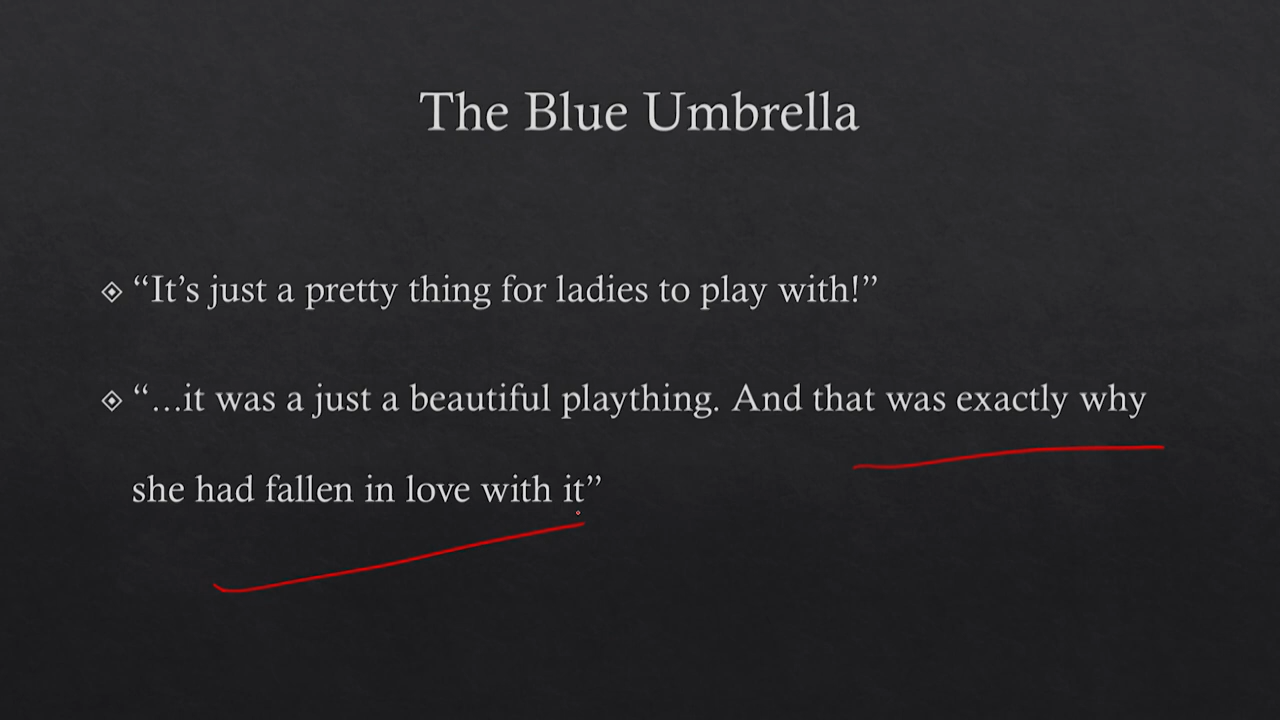 The Blue Umbrella
“It’s just a pretty thing for ladies to play with!”
“…it was a just a beautiful plaything. And that was exactly why
she had fallen in love with it”